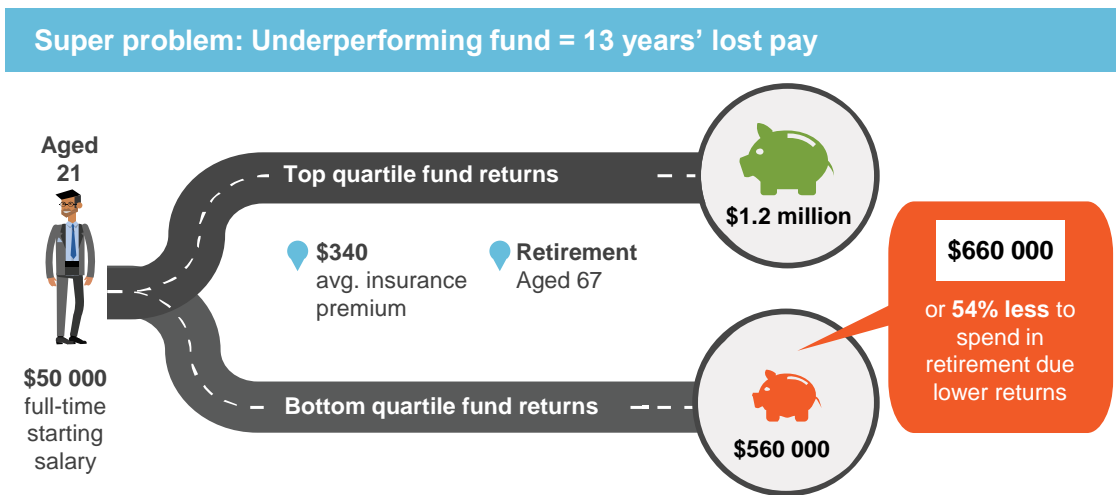 Super problem: Underperforming fund = 13 years’ lost pay
Aged
21
$50 000
full-time
starting
salary
Top quartile fund returns
$1.2 million
$340
avg. insurance
premium
Retirement
Aged 67
Bottom quartile fund returns
$560 000
$660 000
or 54% less to
spend in
retirement due
lower returns